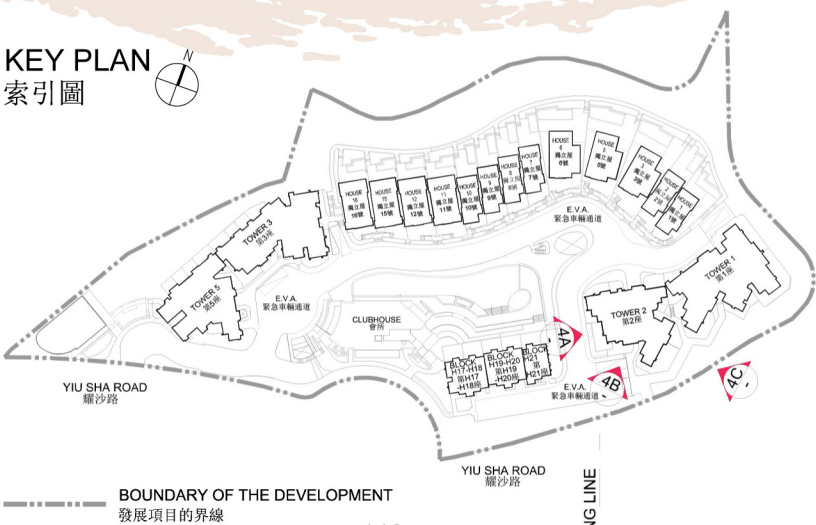 KEY PLAN
索引圖
N
HOUSE
16
獨立屋
16號
HOUSE
15
獨立屋
15號
HOUSE
12
獨立屋
12號
HOUSE
11
獨立屋
11號
HOUSE
10
獨立屋
10號
HOUSE
9
獨立屋
9號
HOUSE
8
獨立屋
8號
HOUSE
7
獨立屋
7號
HOUSE
6
獨立屋
6號
HOUSE
5
獨立屋
5號
HOUSE
3
獨立屋
3號
HOUSE
2
獨立屋
2號
HOUSE
1
獨立屋
1號
E.V.A.
緊急車輛通道
TOWER 3
第3座
TOWER 5
第5座
E.V.A.
緊急車輛通道
CLUBHOUSE
會所
TOWER 1
第1座
TOWER 2
第2座
BLOCK
H17-H18
第H17
-H18座
BLOCK
H19-H20
第H19
-H20座
BLOCK
H21
第
H21座
4A
-
4B
-
4C
-
E.V.A.
緊急車輛通道
YIU SHA ROAD
耀沙路
YIU SHA ROAD
耀沙路
NG LINE
BOUNDARY OF THE DEVELOPMENT
發展項目的界線